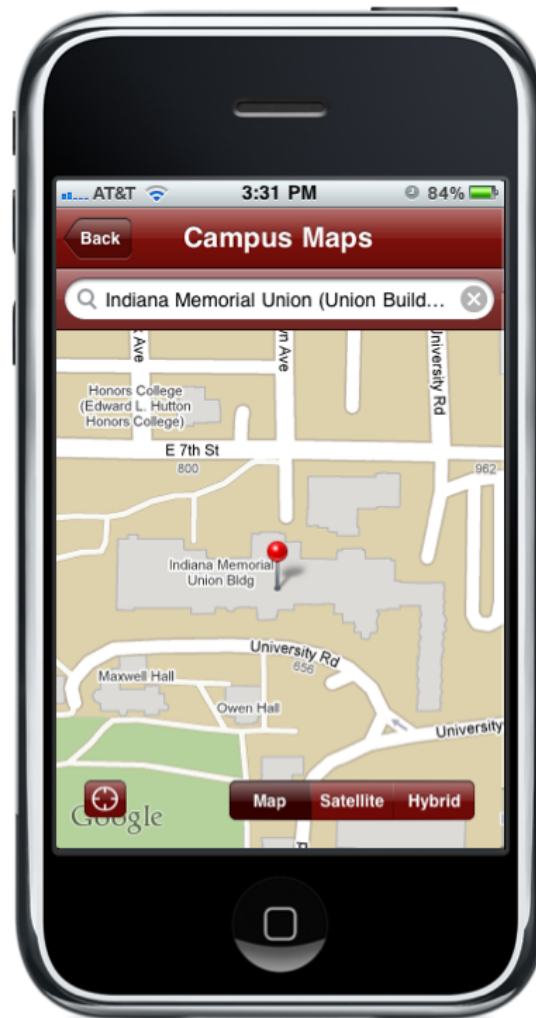 AT&T 3:31 PM 84%
Back Campus Maps
Indiana Memorial Union (Union Build...
Ave
Ave
University Rd
Honors College
(Edward L. Hutton
Honors College)
E 7th St
800
962
Indiana Memorial
Union Bldg
University Rd
656
Maxwell Hall
Owen Hall
University
Google
Map Satellite Hybrid